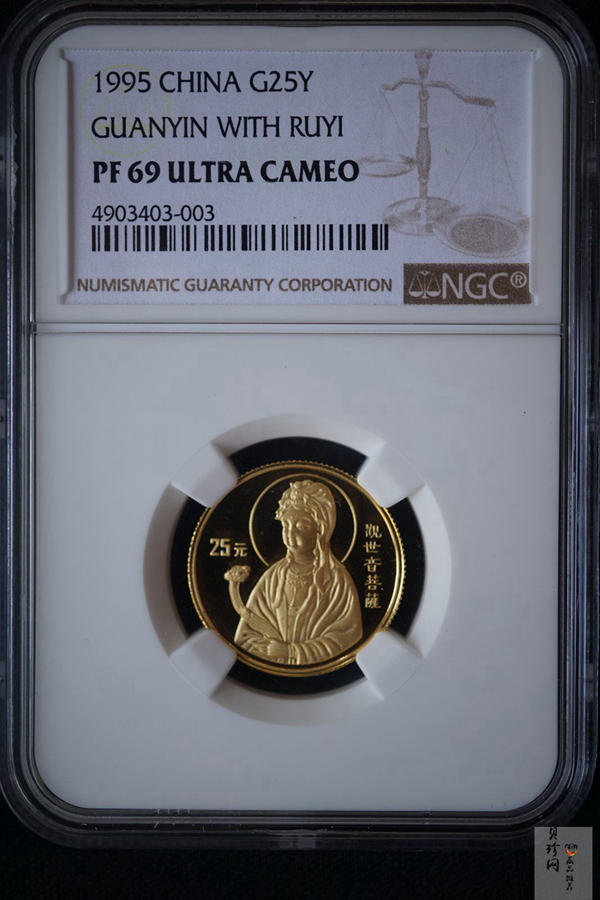 1995 CHINA G25Y
GUANYIN WITH RUYI
PF 69 ULTRA CAMEO
4903403-003
NUMISMATIC GUARANTY CORPORATION
NGC®
25元
觀世音菩薩